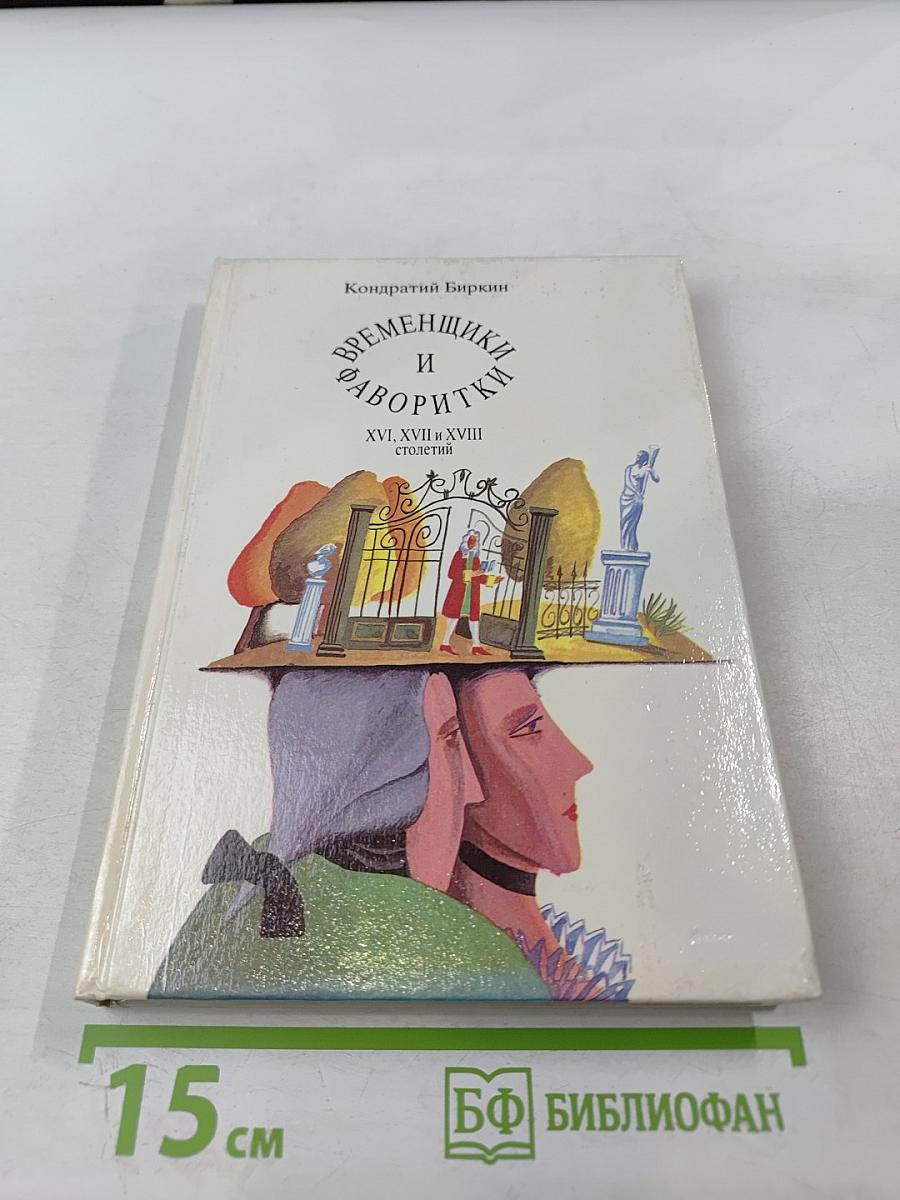 Кондратий Биркин
ВРЕМЕНЩИКИ
И
ФАВОРИТКИ
XVI, XVII и XVIII
столетий
15 см
БФ БИБЛИОФАН